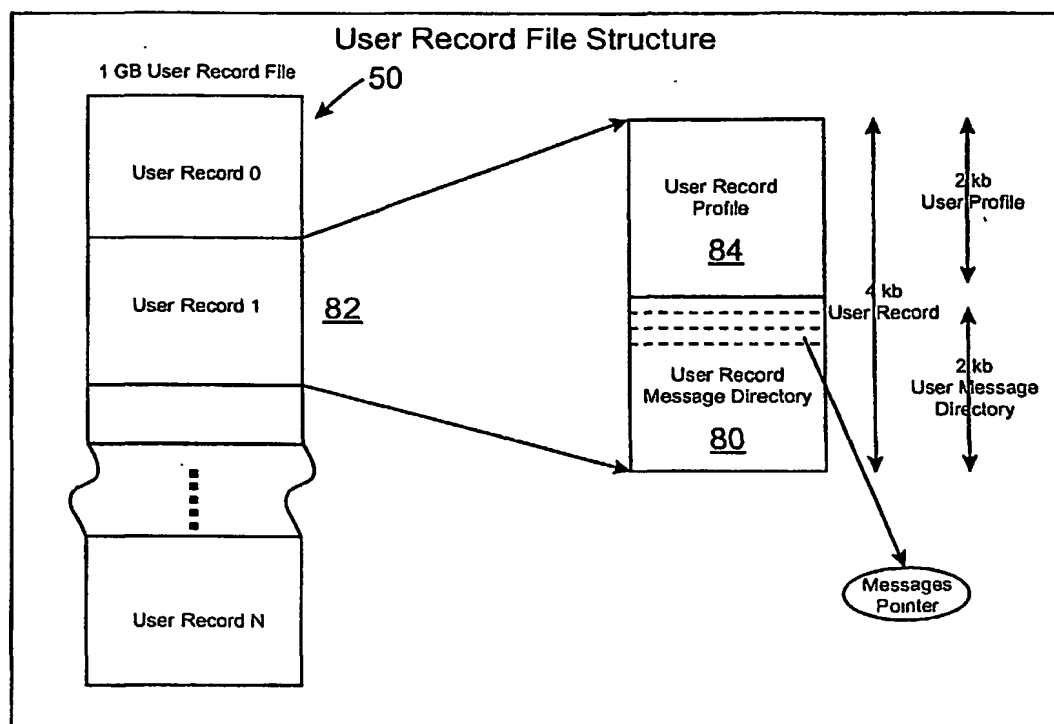 User Record File Structure
1 GB User Record File
50
User Record 0
User Record 1
82
User Record N
User Record
Profile
84
User Record
Message Directory
80
4 kb
User Record
2 kb
User Profile
2 kb
User Message
Directory
Messages
Pointer